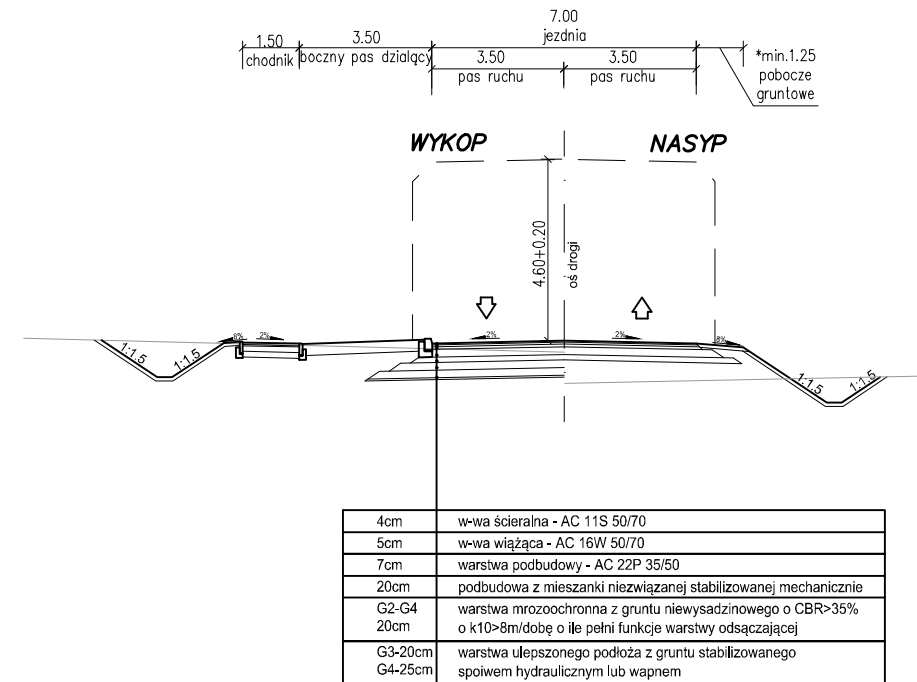 7.00
1.50
3.50
jezdnia
chodnik
boczny pas dzialący
3.50
3.50
pas ruchu
pas ruchu
*min.1.25
pobocze
gruntowe
WYKOP
NASYP
4.60+0.20
oś drogi
8%
2%
2%
2%
8%
1:1.5
1:1.5
1:1.5
1:1.5
4cm w-wa ścieralna - AC 11S 50/70
5cm w-wa wiążąca - AC 16W 50/70
7cm warstwa podbudowy - AC 22P 35/50
20cm podbudowa z mieszanki niezwiązanej stabilizowanej mechanicznie
G2-G4 warstwa mrozoochronna z gruntu niewysadzinowego o CBR>35%
20cm o k10>8m/dobę o ile pełni funkcje warstwy odsączającej
G3-20cm warstwa ulepszonego podłoża z gruntu stabilizowanego
G4-25cm spoiwem hydraulicznym lub wapnem